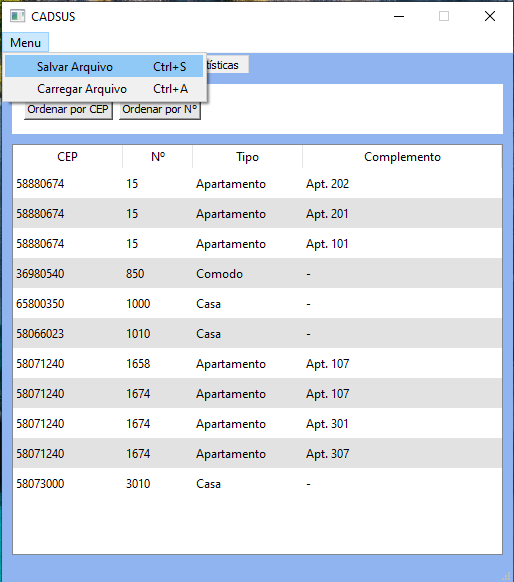 CADSUS
Menu
Salvar Arquivo Ctrl+S
Carregar Arquivo Ctrl+A
Ordenar por CEP Ordenar por Nº
CEP Nº Tipo Complemento
58880674 15 Apartamento Apt. 202
58880674 15 Apartamento Apt. 201
58880674 15 Apartamento Apt. 101
36980540 850 Comodo -
65800350 1000 Casa -
58066023 1010 Casa -
58071240 1658 Apartamento Apt. 107
58071240 1674 Apartamento Apt. 107
58071240 1674 Apartamento Apt. 301
58071240 1674 Apartamento Apt. 307
58073000 3010 Casa -